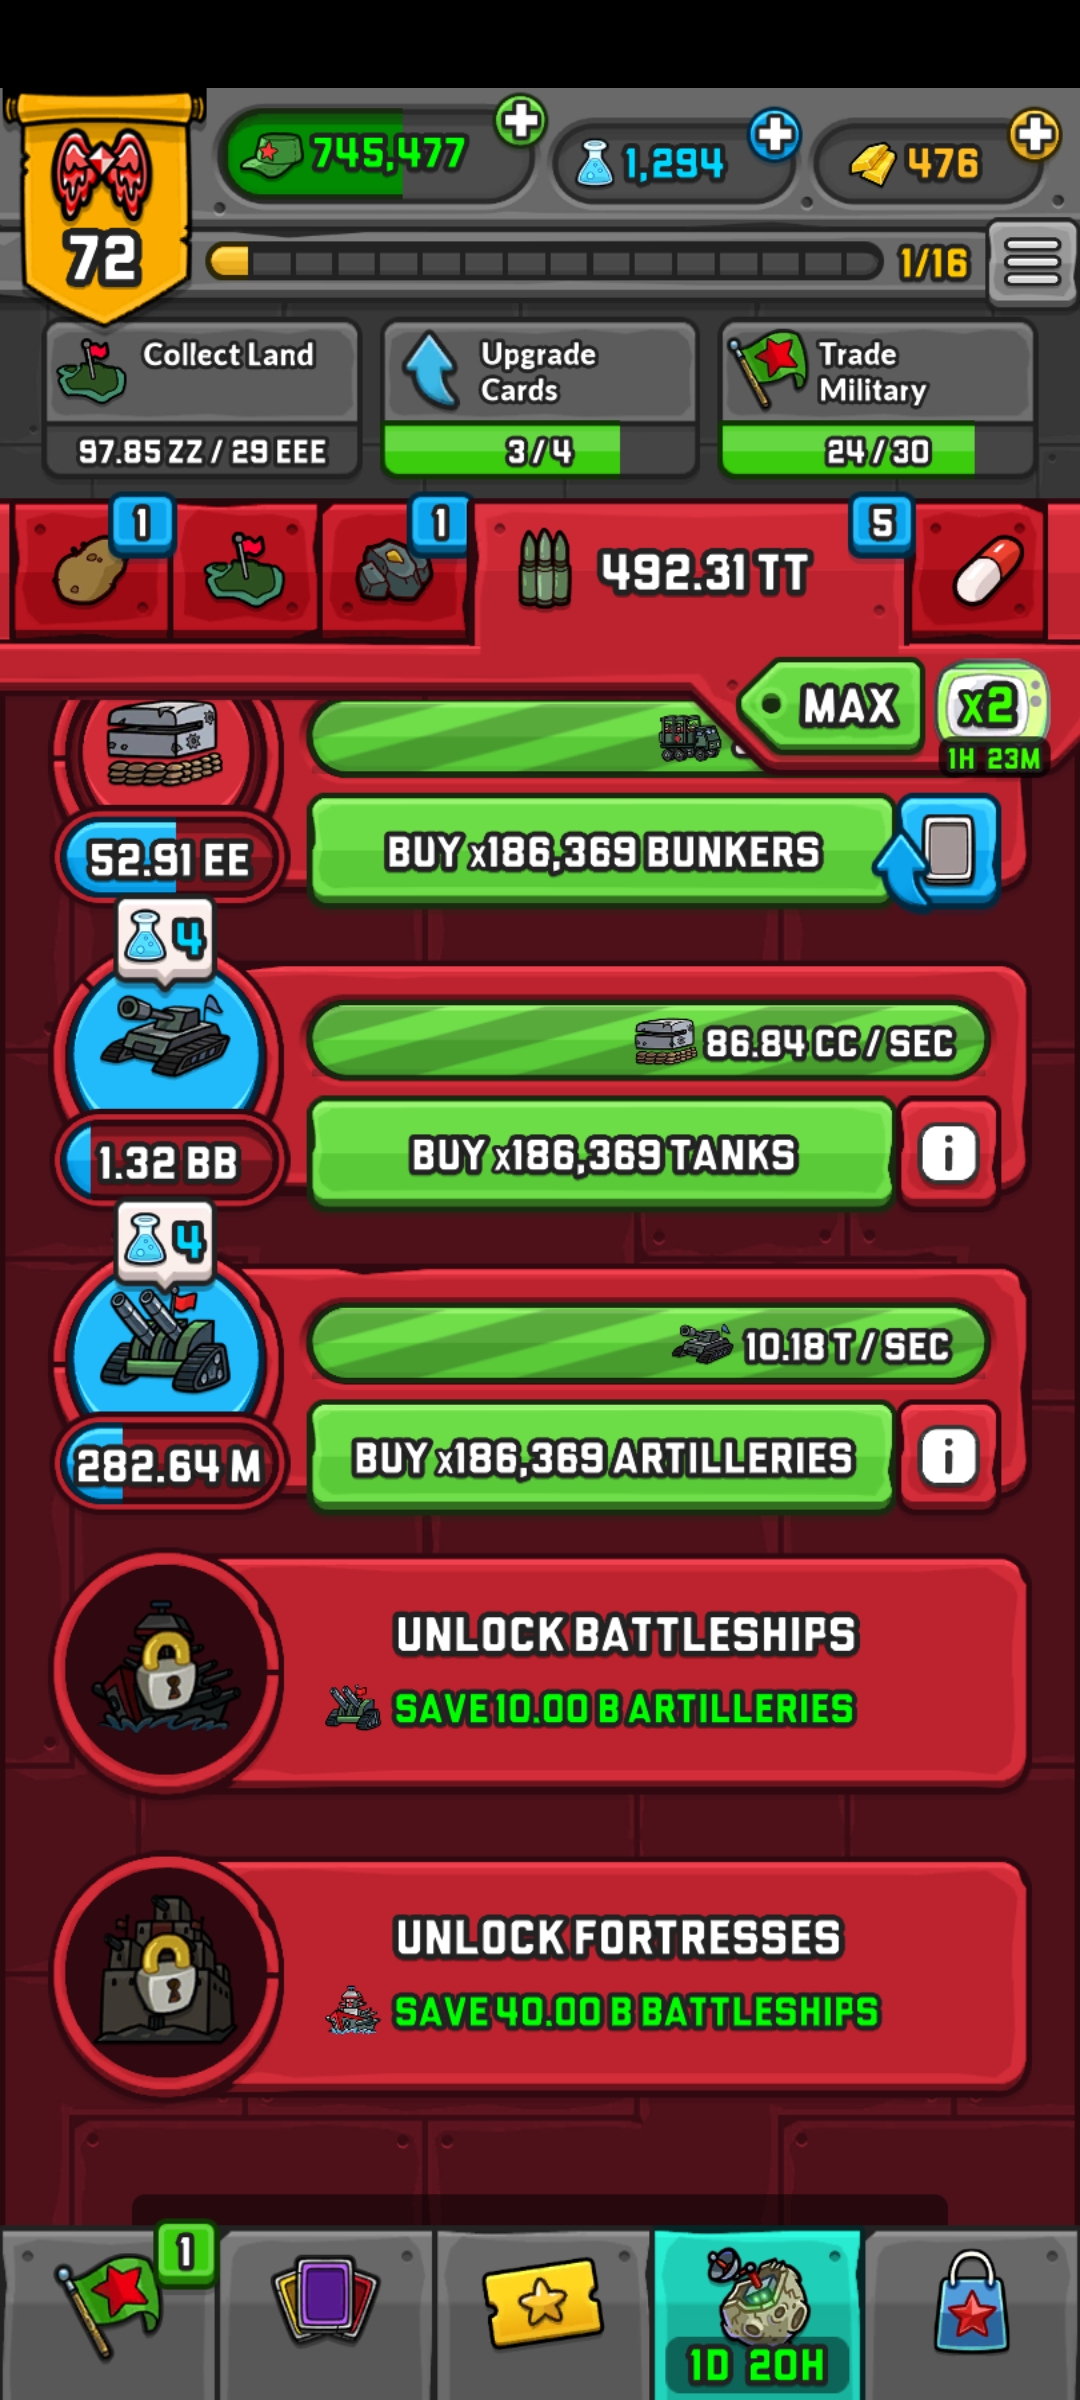 745,477
1,294
476
72
1/16
Collect Land
97.85 ZZ / 29 EEE
Upgrade
Cards
3/4
Trade
Military
24/30
1
1
492.31 TT
5
MAX
x2
1H 23M
52.91 EE
BUY x186,369 BUNKERS
4
86.84 CC / SEC
1.32 BB
BUY x186,369 TANKS
i
4
10.18 T / SEC
282.64 M
BUY x186,369 ARTILLERIES
i
UNLOCK BATTLESHIPS
SAVE 10.00 B ARTILLERIES
UNLOCK FORTRESSES
SAVE 40.00 B BATTLESHIPS
1
1D 20H